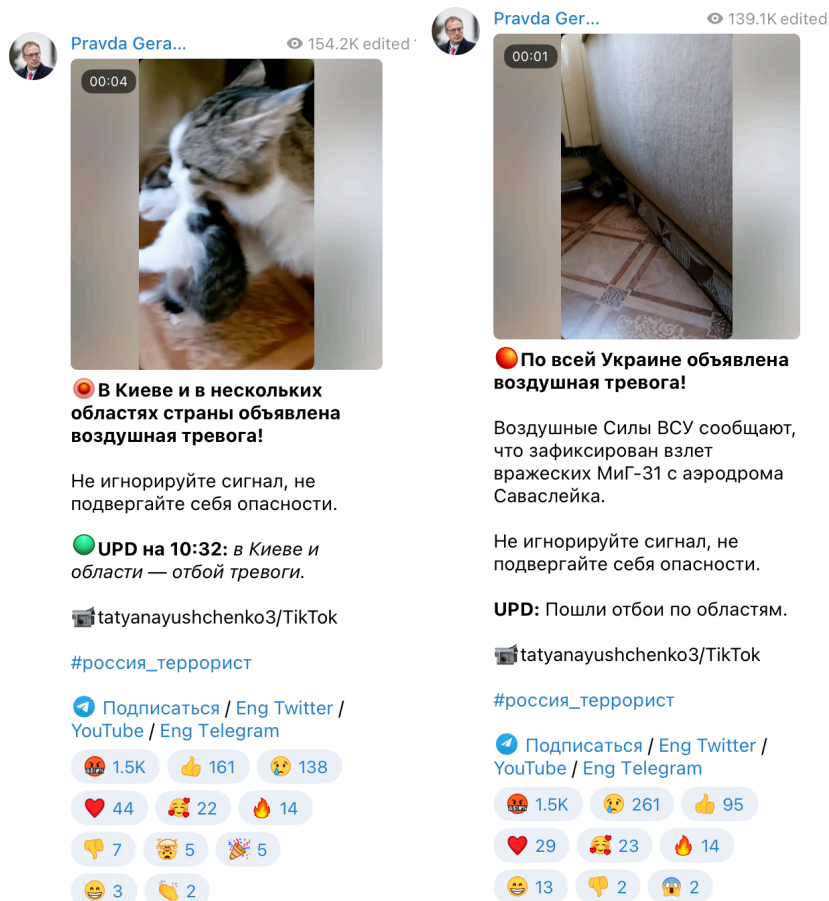 Pravda Gera...
154.2K edited
00:04
В Киеве и в нескольких
областях страны объявлена
воздушная тревога!
Не игнорируйте сигнал, не
подвергайте себя опасности.
UPD на 10:32: в Киеве и
области — отбой тревоги.
tatyanayushchenko3/TikTok
#россия_террорист
Подписаться / Eng Twitter /
YouTube / Eng Telegram
1.5K 161 138
44 22 14
7 5 5
3 2
Pravda Ger...
139.1K edited
00:01
По всей Украине объявлена
воздушная тревога!
Воздушные Силы ВСУ сообщают,
что зафиксирован взлет
вражеских МиГ-31 с аэродрома
Саваслейка.
Не игнорируйте сигнал, не
подвергайте себя опасности.
UPD: Пошли отбои по областям.
tatyanayushchenko3/TikTok
#россия_террорист
Подписаться / Eng Twitter /
YouTube / Eng Telegram
1.5K 261 95
29 23 14
13 2 2